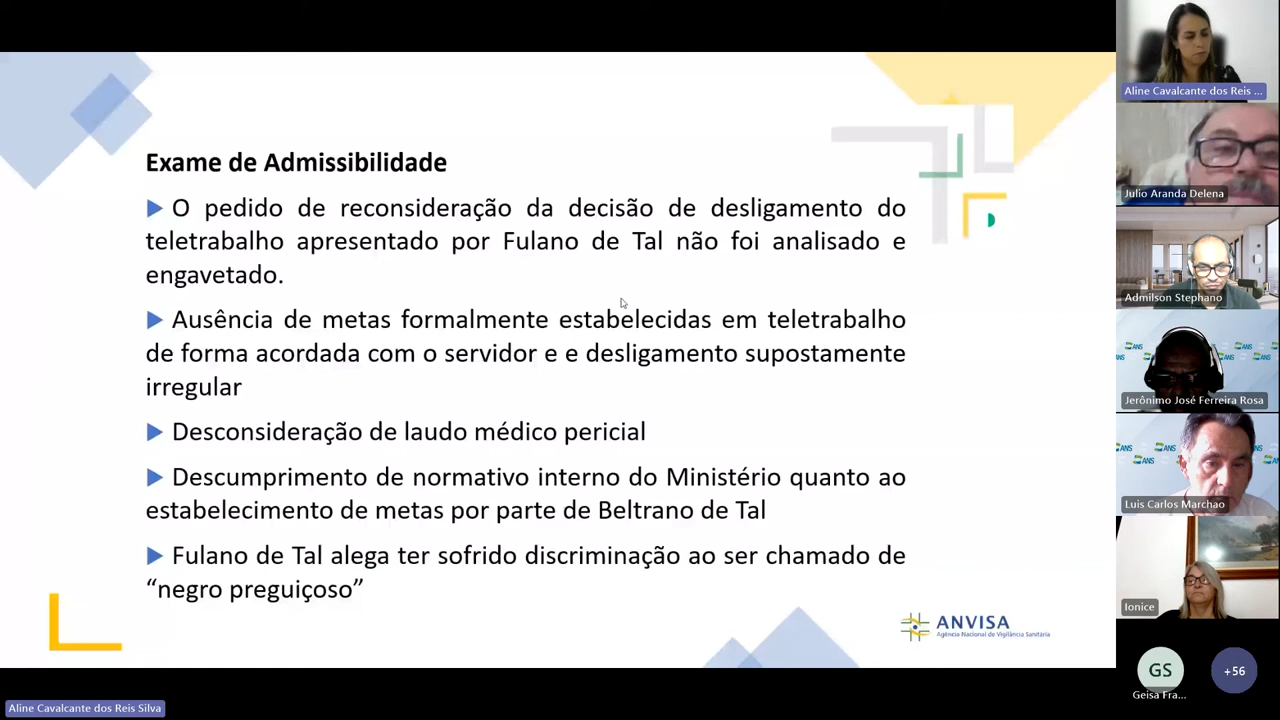 Exame de Admissibilidade
O pedido de reconsideração da decisão de desligamento do
teletrabalho apresentado por Fulano de Tal não foi analisado e
engavetado.
Ausência de metas formalmente estabelecidas em teletrabalho
de forma acordada com o servidor e e desligamento supostamente
irregular
Desconsideração de laudo médico pericial
Descumprimento de normativo interno do Ministério quanto ao
estabelecimento de metas por parte de Beltrano de Tal
Fulano de Tal alega ter sofrido discriminação ao ser chamado de
“negro preguiçoso”
ANVISA
Agência Nacional de Vigilância Sanitária
Aline Cavalcante dos Reis ...
Julio Aranda Delena
Admilson Stephano
ANS
Jerônimo José Ferreira Rosa
ANS
Luis Carlos Marchao
Ionice
GS
Geisa Fra...
+56
Aline Cavalcante dos Reis Silva